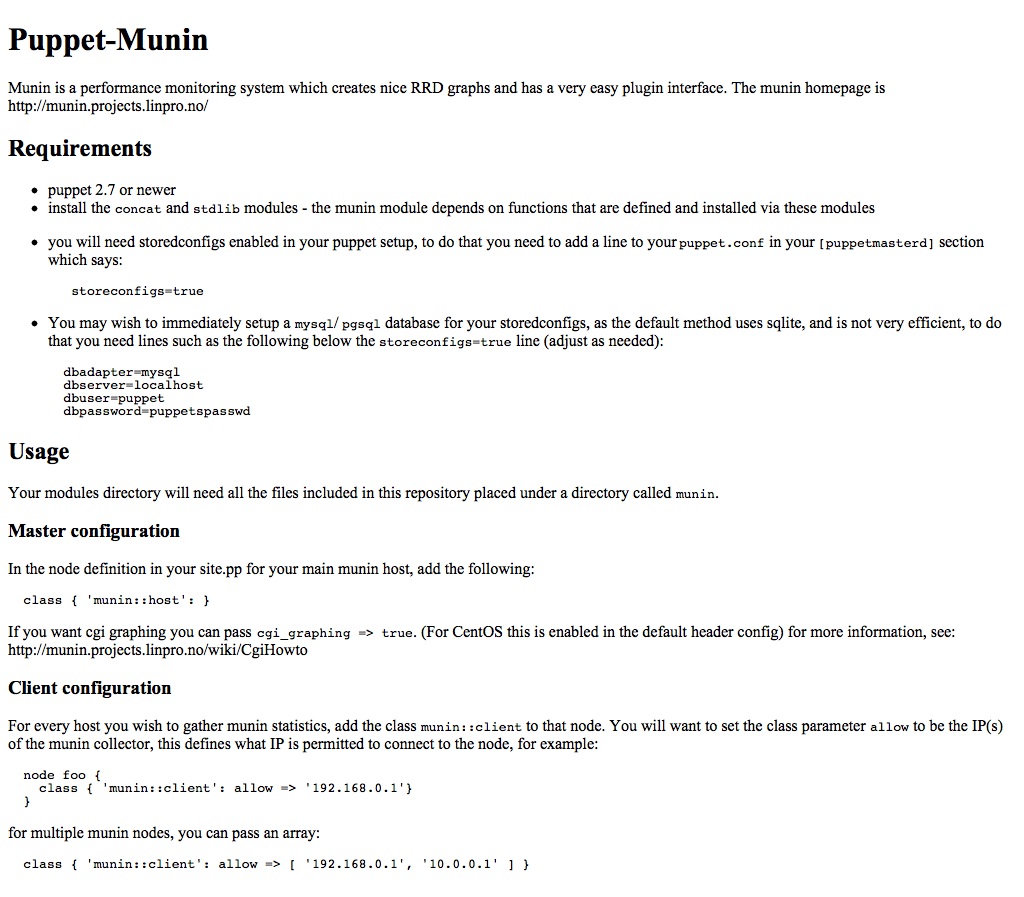 Puppet-Munin
Munin is a performance monitoring system which creates nice RRD graphs and has a very easy plugin interface. The munin homepage is
http://munin.projects.linpro.no/
Requirements
• puppet 2.7 or newer
• install the concat and stdlib modules - the munin module depends on functions that are defined and installed via these modules
• you will need storedconfigs enabled in your puppet setup, to do that you need to add a line to your puppet.conf in your [puppetmasterd] section
which says:
storeconfigs=true
• You may wish to immediately setup a mysql/ pgsql database for your storedconfigs, as the default method uses sqlite, and is not very efficient, to do
that you need lines such as the following below the storeconfigs=true line (adjust as needed):
dbadapter=mysql
dbserver=localhost
dbuser=puppet
dbpassword=puppetspasswd
Usage
Your modules directory will need all the files included in this repository placed under a directory called munin.
Master configuration
In the node definition in your site.pp for your main munin host, add the following:
class { 'munin::host': }
If you want cgi graphing you can pass cgi_graphing => true. (For CentOS this is enabled in the default header config) for more information, see:
http://munin.projects.linpro.no/wiki/CgiHowto
Client configuration
For every host you wish to gather munin statistics, add the class munin::client to that node. You will want to set the class parameter allow to be the IP(s)
of the munin collector, this defines what IP is permitted to connect to the node, for example:
node foo {
  class { 'munin::client': allow => '192.168.0.1'}
}
for multiple munin nodes, you can pass an array:
class { 'munin::client': allow => [ '192.168.0.1', '10.0.0.1' ] }